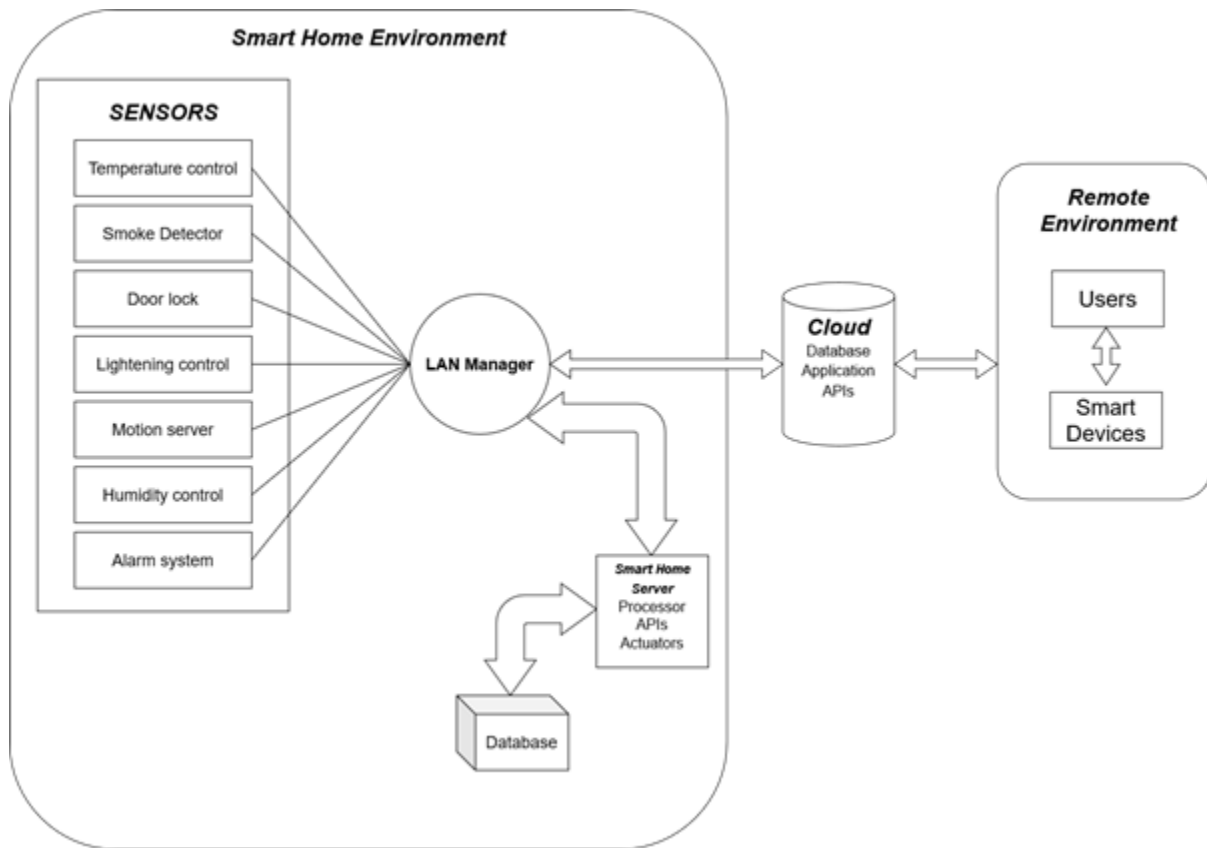 Smart Home Environment
SENSORS
Temperature control
Smoke Detector
Door lock
Lightening control
Motion server
Humidity control
Alarm system
LAN Manager
Smart Home
Server
Processor
APIs
Actuators
Database
Cloud
Database
Application
APIs
Remote
Environment
Users
Smart
Devices